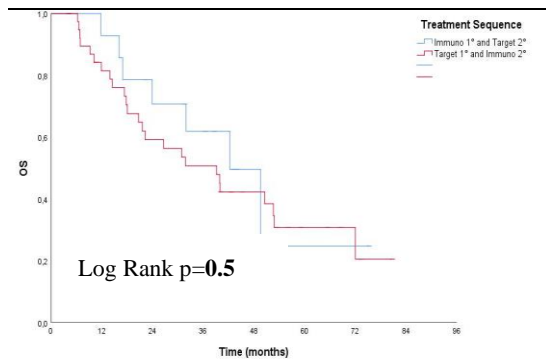 Treatment Sequence
Immuno 1° and Target 2°
Target 1° and Immuno 2°
1,0
0,8
0,6
0,4
0,2
0,0
OS
Log Rank p=0.5
0 12 24 36 48 60 72 84 96
Time (months)